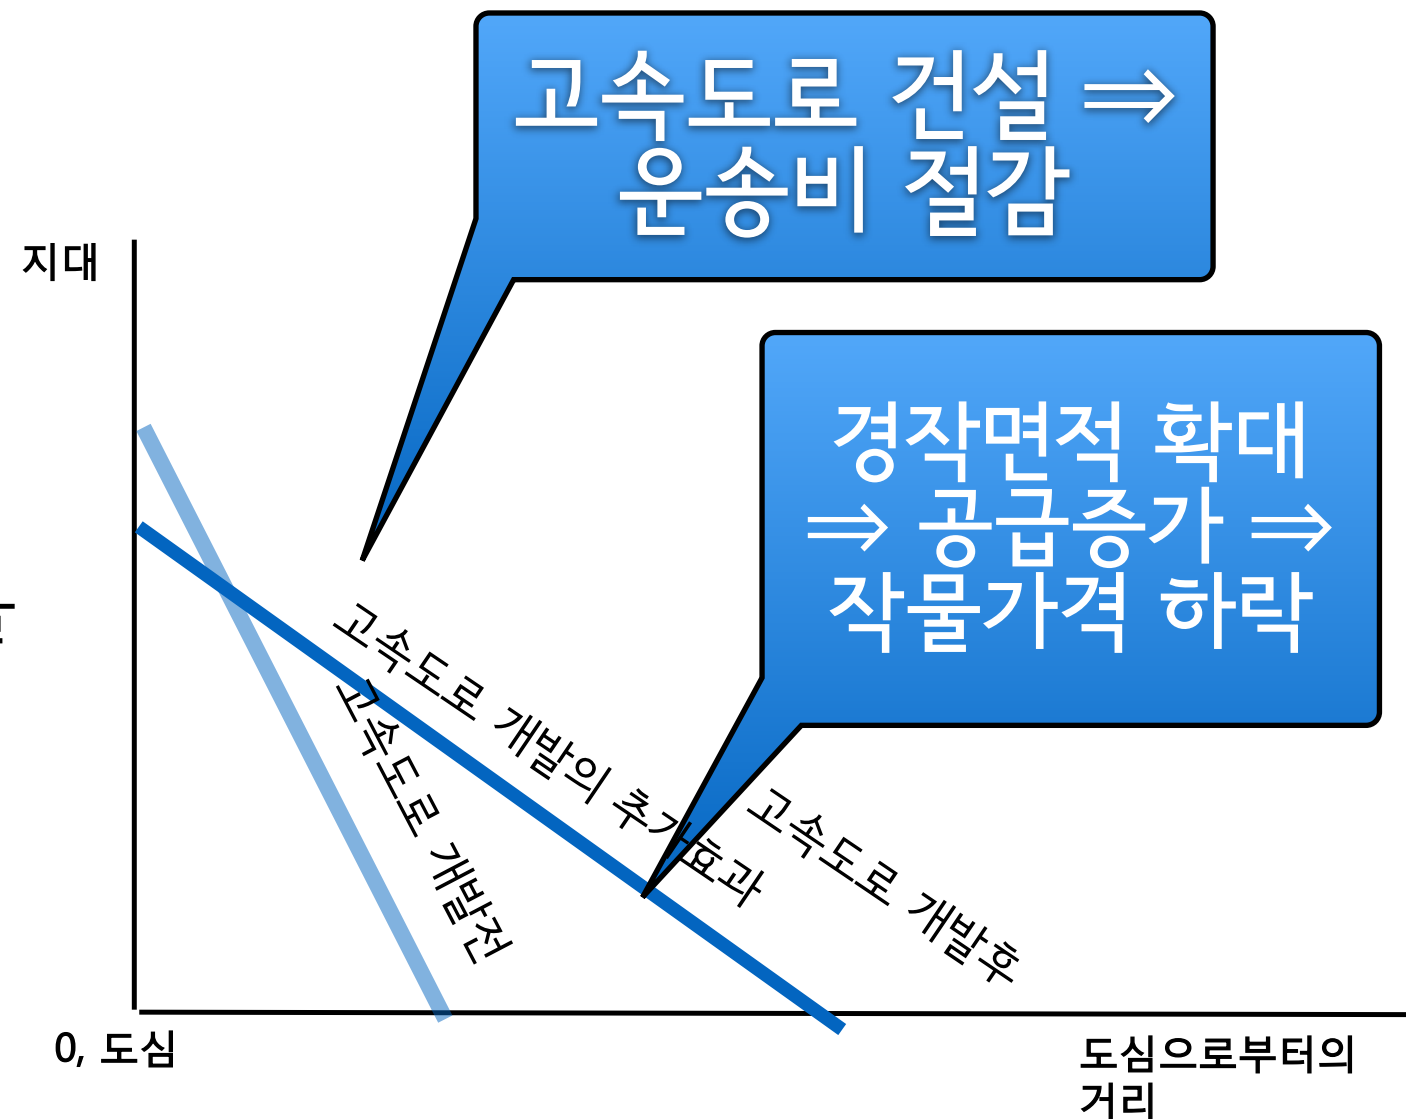 고속도로 건설 ⇒
운송비 절감
지대
경작면적 확대
⇒ 공급증가 ⇒
작물가격 하락
고속도로 개발의 추가효과
고속도로 개발전
고속도로 개발후
0, 도심
도심으로부터의
거리